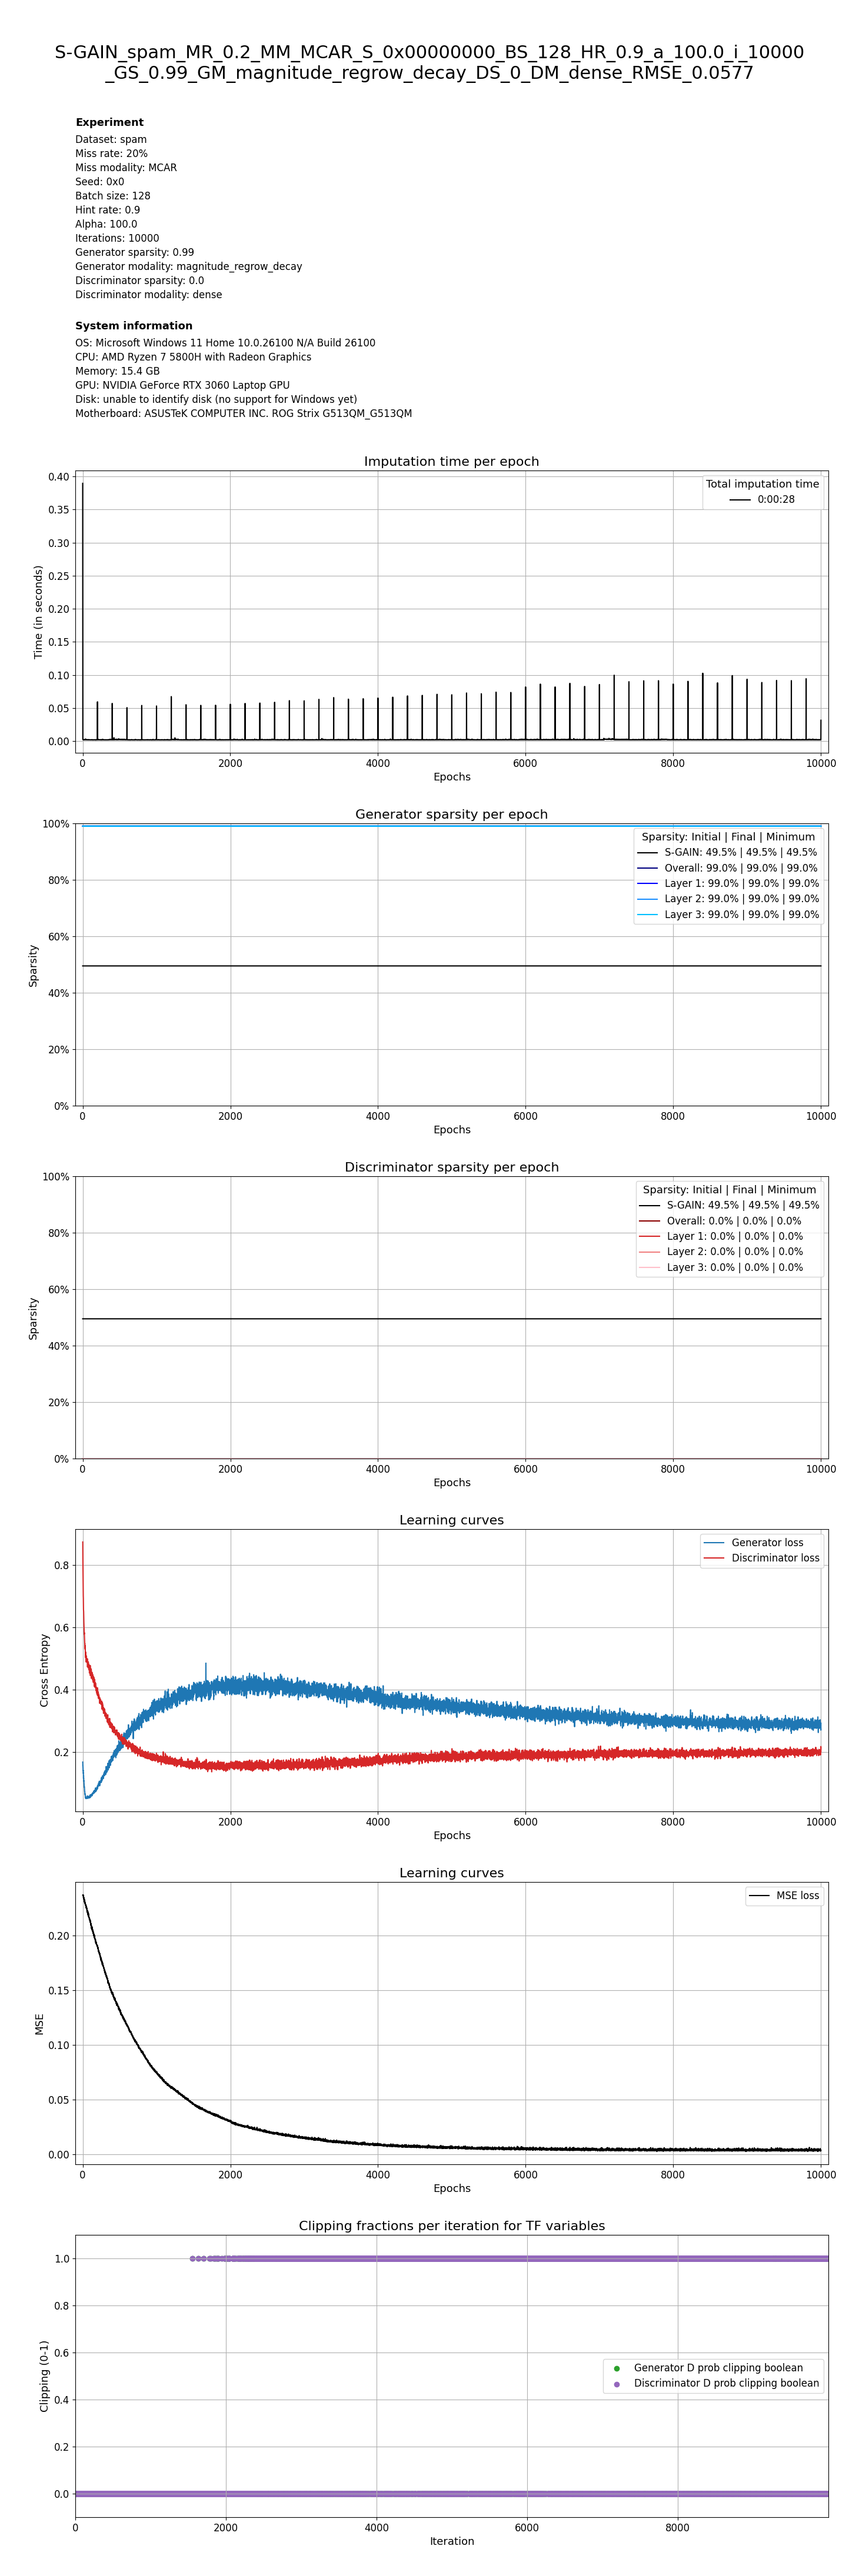 S-GAIN_spam_MR_0.2_MM_MCAR_S_0x00000000_BS_128_HR_0.9_a_100.0_i_10000
_GS_0.99_GM_magnitude_regrow_decay_DS_0_DM_dense_RMSE_0.0577
Experiment
Dataset: spam
Miss rate: 20%
Miss modality: MCAR
Seed: 0x0
Batch size: 128
Hint rate: 0.9
Alpha: 100.0
Iterations: 10000
Generator sparsity: 0.99
Generator modality: magnitude_regrow_decay
Discriminator sparsity: 0.0
Discriminator modality: dense
System information
OS: Microsoft Windows 11 Home 10.0.26100 N/A Build 26100
CPU: AMD Ryzen 7 5800H with Radeon Graphics
Memory: 15.4 GB
GPU: NVIDIA GeForce RTX 3060 Laptop GPU
Disk: unable to identify disk (no support for Windows yet)
Motherboard: ASUSTeK COMPUTER INC. ROG Strix G513QM_G513QM
Imputation time per epoch
Total imputation time
0:00:28
Time (in seconds)
0.40
0.35
0.30
0.25
0.20
0.15
0.10
0.05
0.00
0 2000 4000 6000 8000 10000
Epochs
Generator sparsity per epoch
Sparsity: Initial | Final | Minimum
S-GAIN: 49.5% | 49.5% | 49.5%
Overall: 99.0% | 99.0% | 99.0%
Layer 1: 99.0% | 99.0% | 99.0%
Layer 2: 99.0% | 99.0% | 99.0%
Layer 3: 99.0% | 99.0% | 99.0%
Sparsity
100%
80%
60%
40%
20%
0%
0 2000 4000 6000 8000 10000
Epochs
Discriminator sparsity per epoch
Sparsity: Initial | Final | Minimum
S-GAIN: 49.5% | 49.5% | 49.5%
Overall: 0.0% | 0.0% | 0.0%
Layer 1: 0.0% | 0.0% | 0.0%
Layer 2: 0.0% | 0.0% | 0.0%
Layer 3: 0.0% | 0.0% | 0.0%
Sparsity
100%
80%
60%
40%
20%
0%
0 2000 4000 6000 8000 10000
Epochs
Learning curves
Generator loss
Discriminator loss
Cross Entropy
0.8
0.6
0.4
0.2
0 2000 4000 6000 8000 10000
Epochs
Learning curves
MSE loss
MSE
0.20
0.15
0.10
0.05
0.00
0 2000 4000 6000 8000 10000
Epochs
Clipping fractions per iteration for TF variables
Generator D prob clipping boolean
Discriminator D prob clipping boolean
Clipping (0-1)
1.0
0.8
0.6
0.4
0.2
0.0
0 2000 4000 6000 8000
Iteration